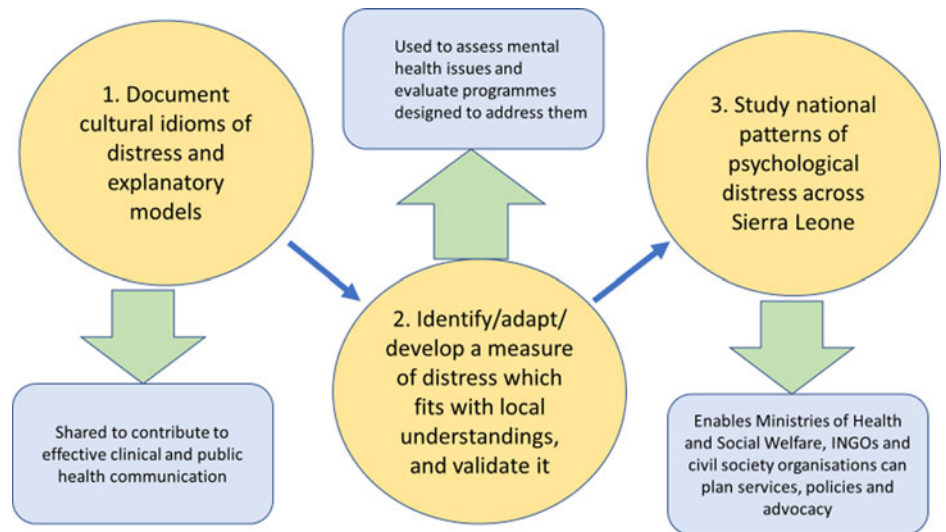 1. Document
cultural idioms of
distress and
explanatory
models
Shared to contribute to
effective clinical and public
health communication
Used to assess mental
health issues and
evaluate programmes
designed to address them
2. Identify/adapt/
develop a measure
of distress which
fits with local
understandings,
and validate it
3. Study national
patterns of
psychological
distress across
Sierra Leone
Enables Ministries of Health
and Social Welfare, INGOs and
civil society organisations can
plan services, policies and
advocacy